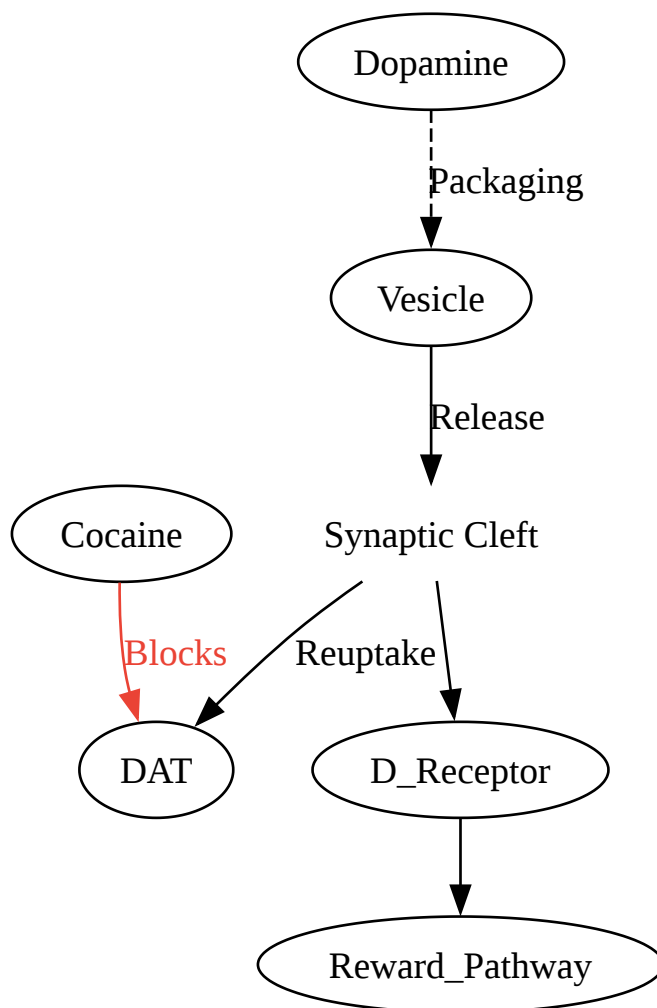 Dopamine
Packaging
Vesicle
Release
Cocaine
Synaptic Cleft
Blocks
Reuptake
DAT
D_Receptor
Reward_Pathway